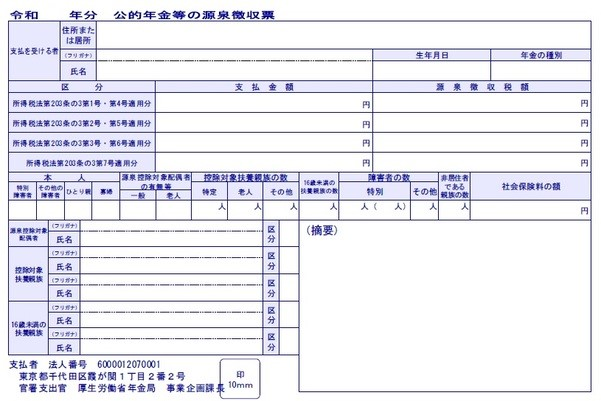 令和　　年分　公的年金等の源泉徴収票
支払を受ける者
住所または居所
(フリガナ)
氏名
生年月日
年金の種別
区　分
支　払　金　額
源　泉　徴　収　税　額
所得税法第203条の3第1号・第4号適用分　円　円
所得税法第203条の3第2号・第5号適用分　円　円
所得税法第203条の3第3号・第6号適用分　円　円
所得税法第203条の3第7号適用分　円　円
本　人
特別障害者
その他の障害者
ひとり親
寡婦
源泉控除対象配偶者の有無等
一般
老人
控除対象扶養親族の数
特定
老人
その他
16歳未満の扶養親族の数
障害者の数
特別
その他
非居住者である親族の数
社会保険料の額
人　人　人　人　人（　人）　人　人　円
源泉控除対象配偶者
(フリガナ)
氏名
区分
控除対象扶養親族
(フリガナ)
氏名
区分
(フリガナ)
氏名
区分
16歳未満の扶養親族
(フリガナ)
氏名
区分
(フリガナ)
氏名
区分
（摘要）
支払者　法人番号　6000012070001
東京都千代田区霞が関１丁目２番２号
官署支出官　厚生労働省年金局　事業企画課長
印
10mm